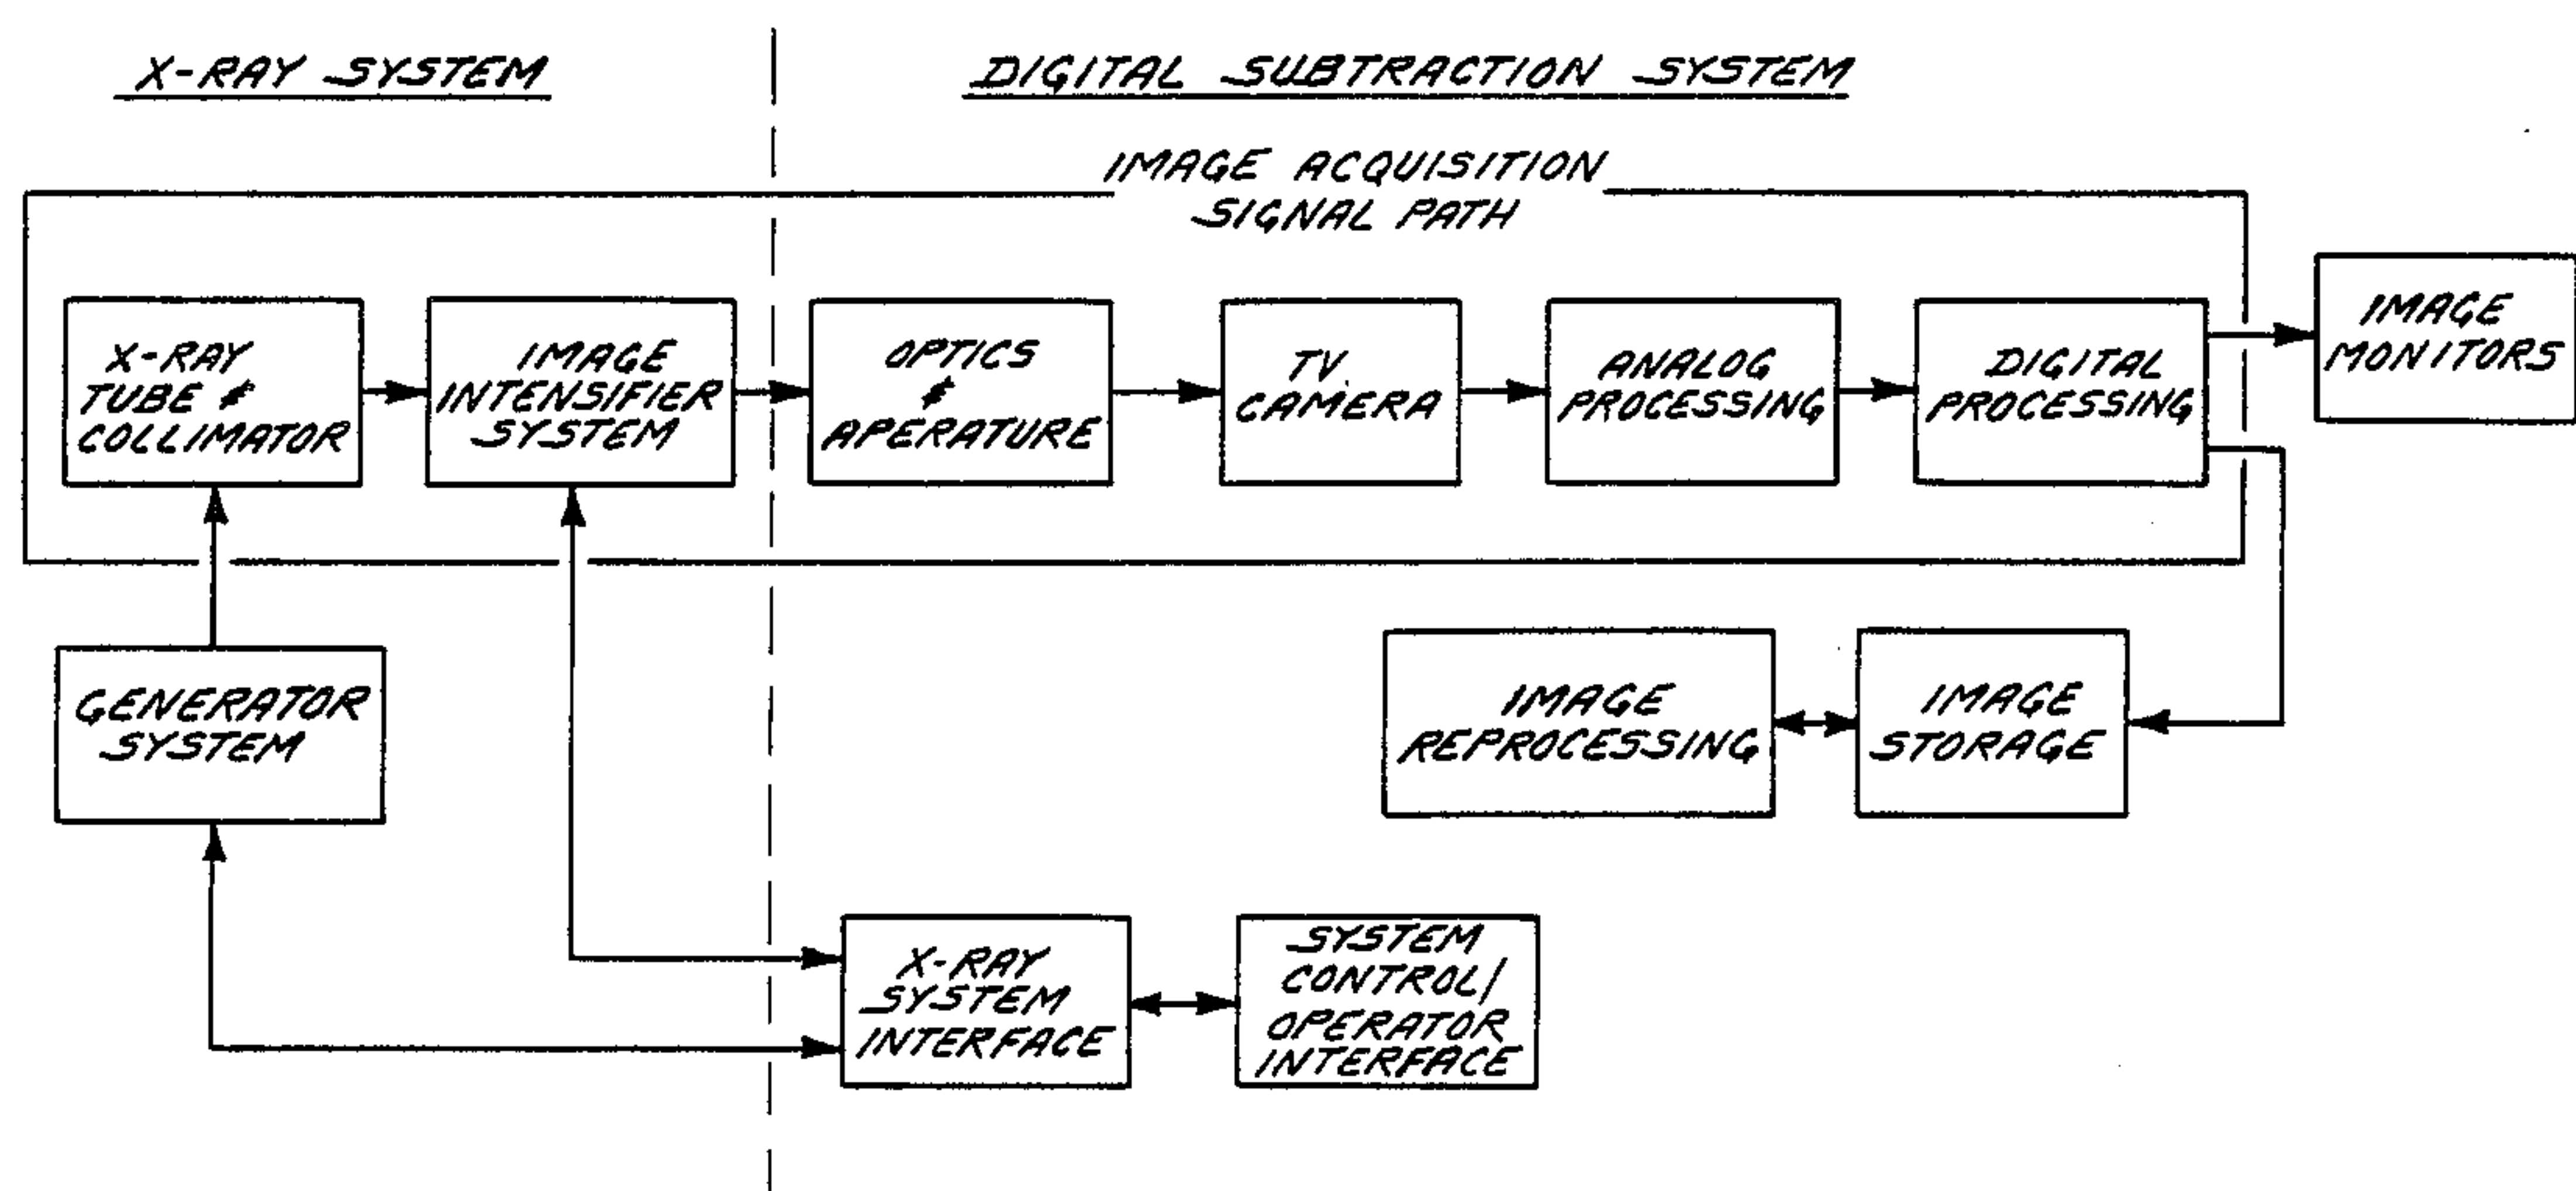 X-RAY SYSTEM
DIGITAL SUBTRACTION SYSTEM
IMAGE ACQUISITION
SIGNAL PATH
X-RAY
TUBE &
COLLIMATOR
IMAGE
INTENSIFIER
SYSTEM
OPTICS
&
APERATURE
TV
CAMERA
ANALOG
PROCESSING
DIGITAL
PROCESSING
IMAGE
MONITORS
GENERATOR
SYSTEM
IMAGE
REPROCESSING
IMAGE
STORAGE
X-RAY
SYSTEM
INTERFACE
SYSTEM
CONTROL/
OPERATOR
INTERFACE